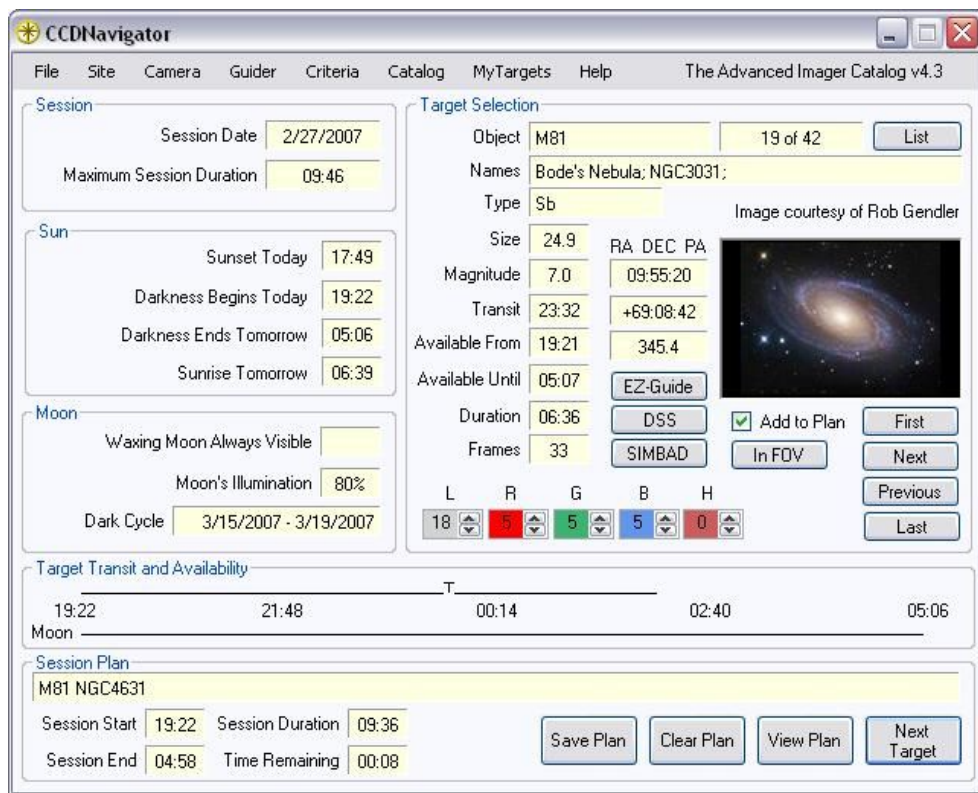 CCDNavigator
File Site Camera Guider Criteria Catalog MyTargets Help The Advanced Imager Catalog v4.3
Session
Session Date 2/27/2007
Maximum Session Duration 09:46
Sun
Sunset Today 17:49
Darkness Begins Today 19:22
Darkness Ends Tomorrow 05:06
Sunrise Tomorrow 06:39
Moon
Waxing Moon Always Visible
Moon's Illumination 80%
Dark Cycle 3/15/2007 - 3/19/2007
Target Selection
Object M81 19 of 42 List
Names Bode's Nebula; NGC3031;
Type Sb
Image courtesy of Rob Gendler
Size 24.9 RA DEC PA
Magnitude 7.0 09:55:20
Transit 23:32 +69:08:42
Available From 19:21 345.4
Available Until 05:07 EZ-Guide
Duration 06:36 DSS Add to Plan First
Frames 33 SIMBAD In FOV Next
Previous
L R G B H
18 5 5 5 0 Last
Target Transit and Availability
T
19:22 21:48 00:14 02:40 05:06
Moon
Session Plan
M81 NGC4631
Session Start 19:22 Session Duration 09:36
Session End 04:58 Time Remaining 00:08
Save Plan Clear Plan View Plan Next Target